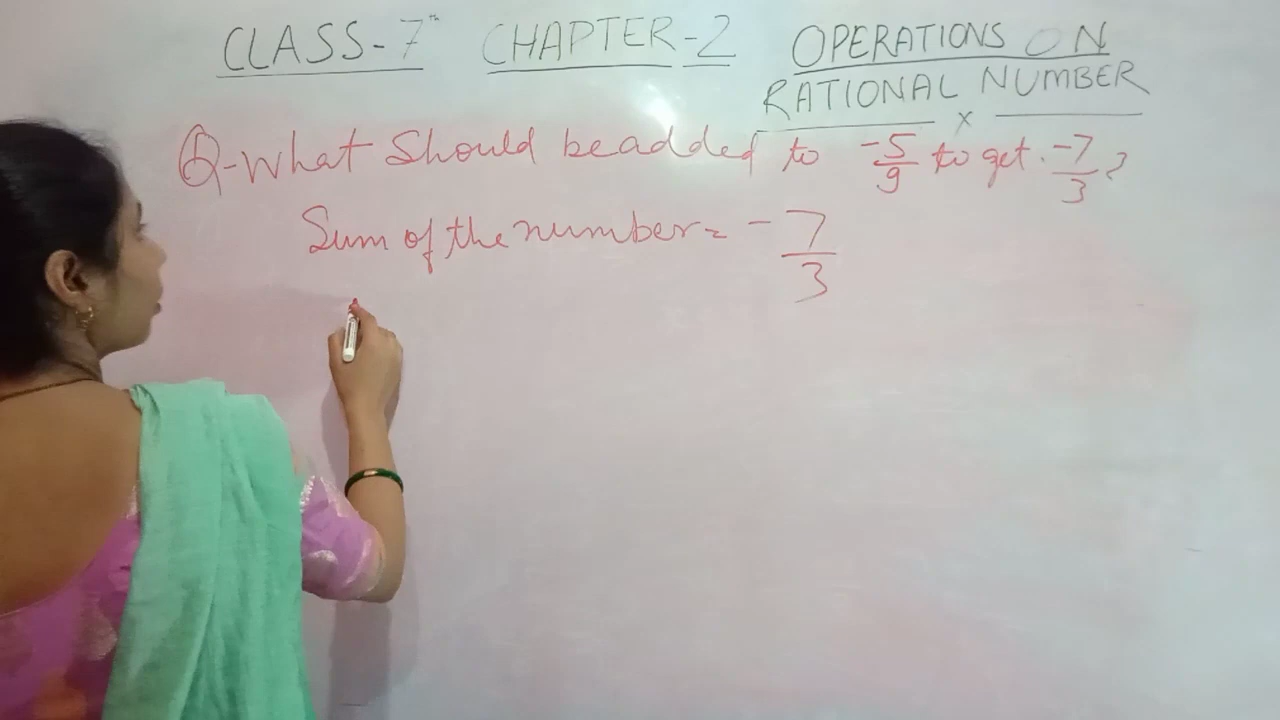 CLASS-7th CHAPTER-2 OPERATIONS ON
RATIONAL NUMBER
x
Q-What Should be added to -5/9 to get -7/3?
Sum of the number = -7/3